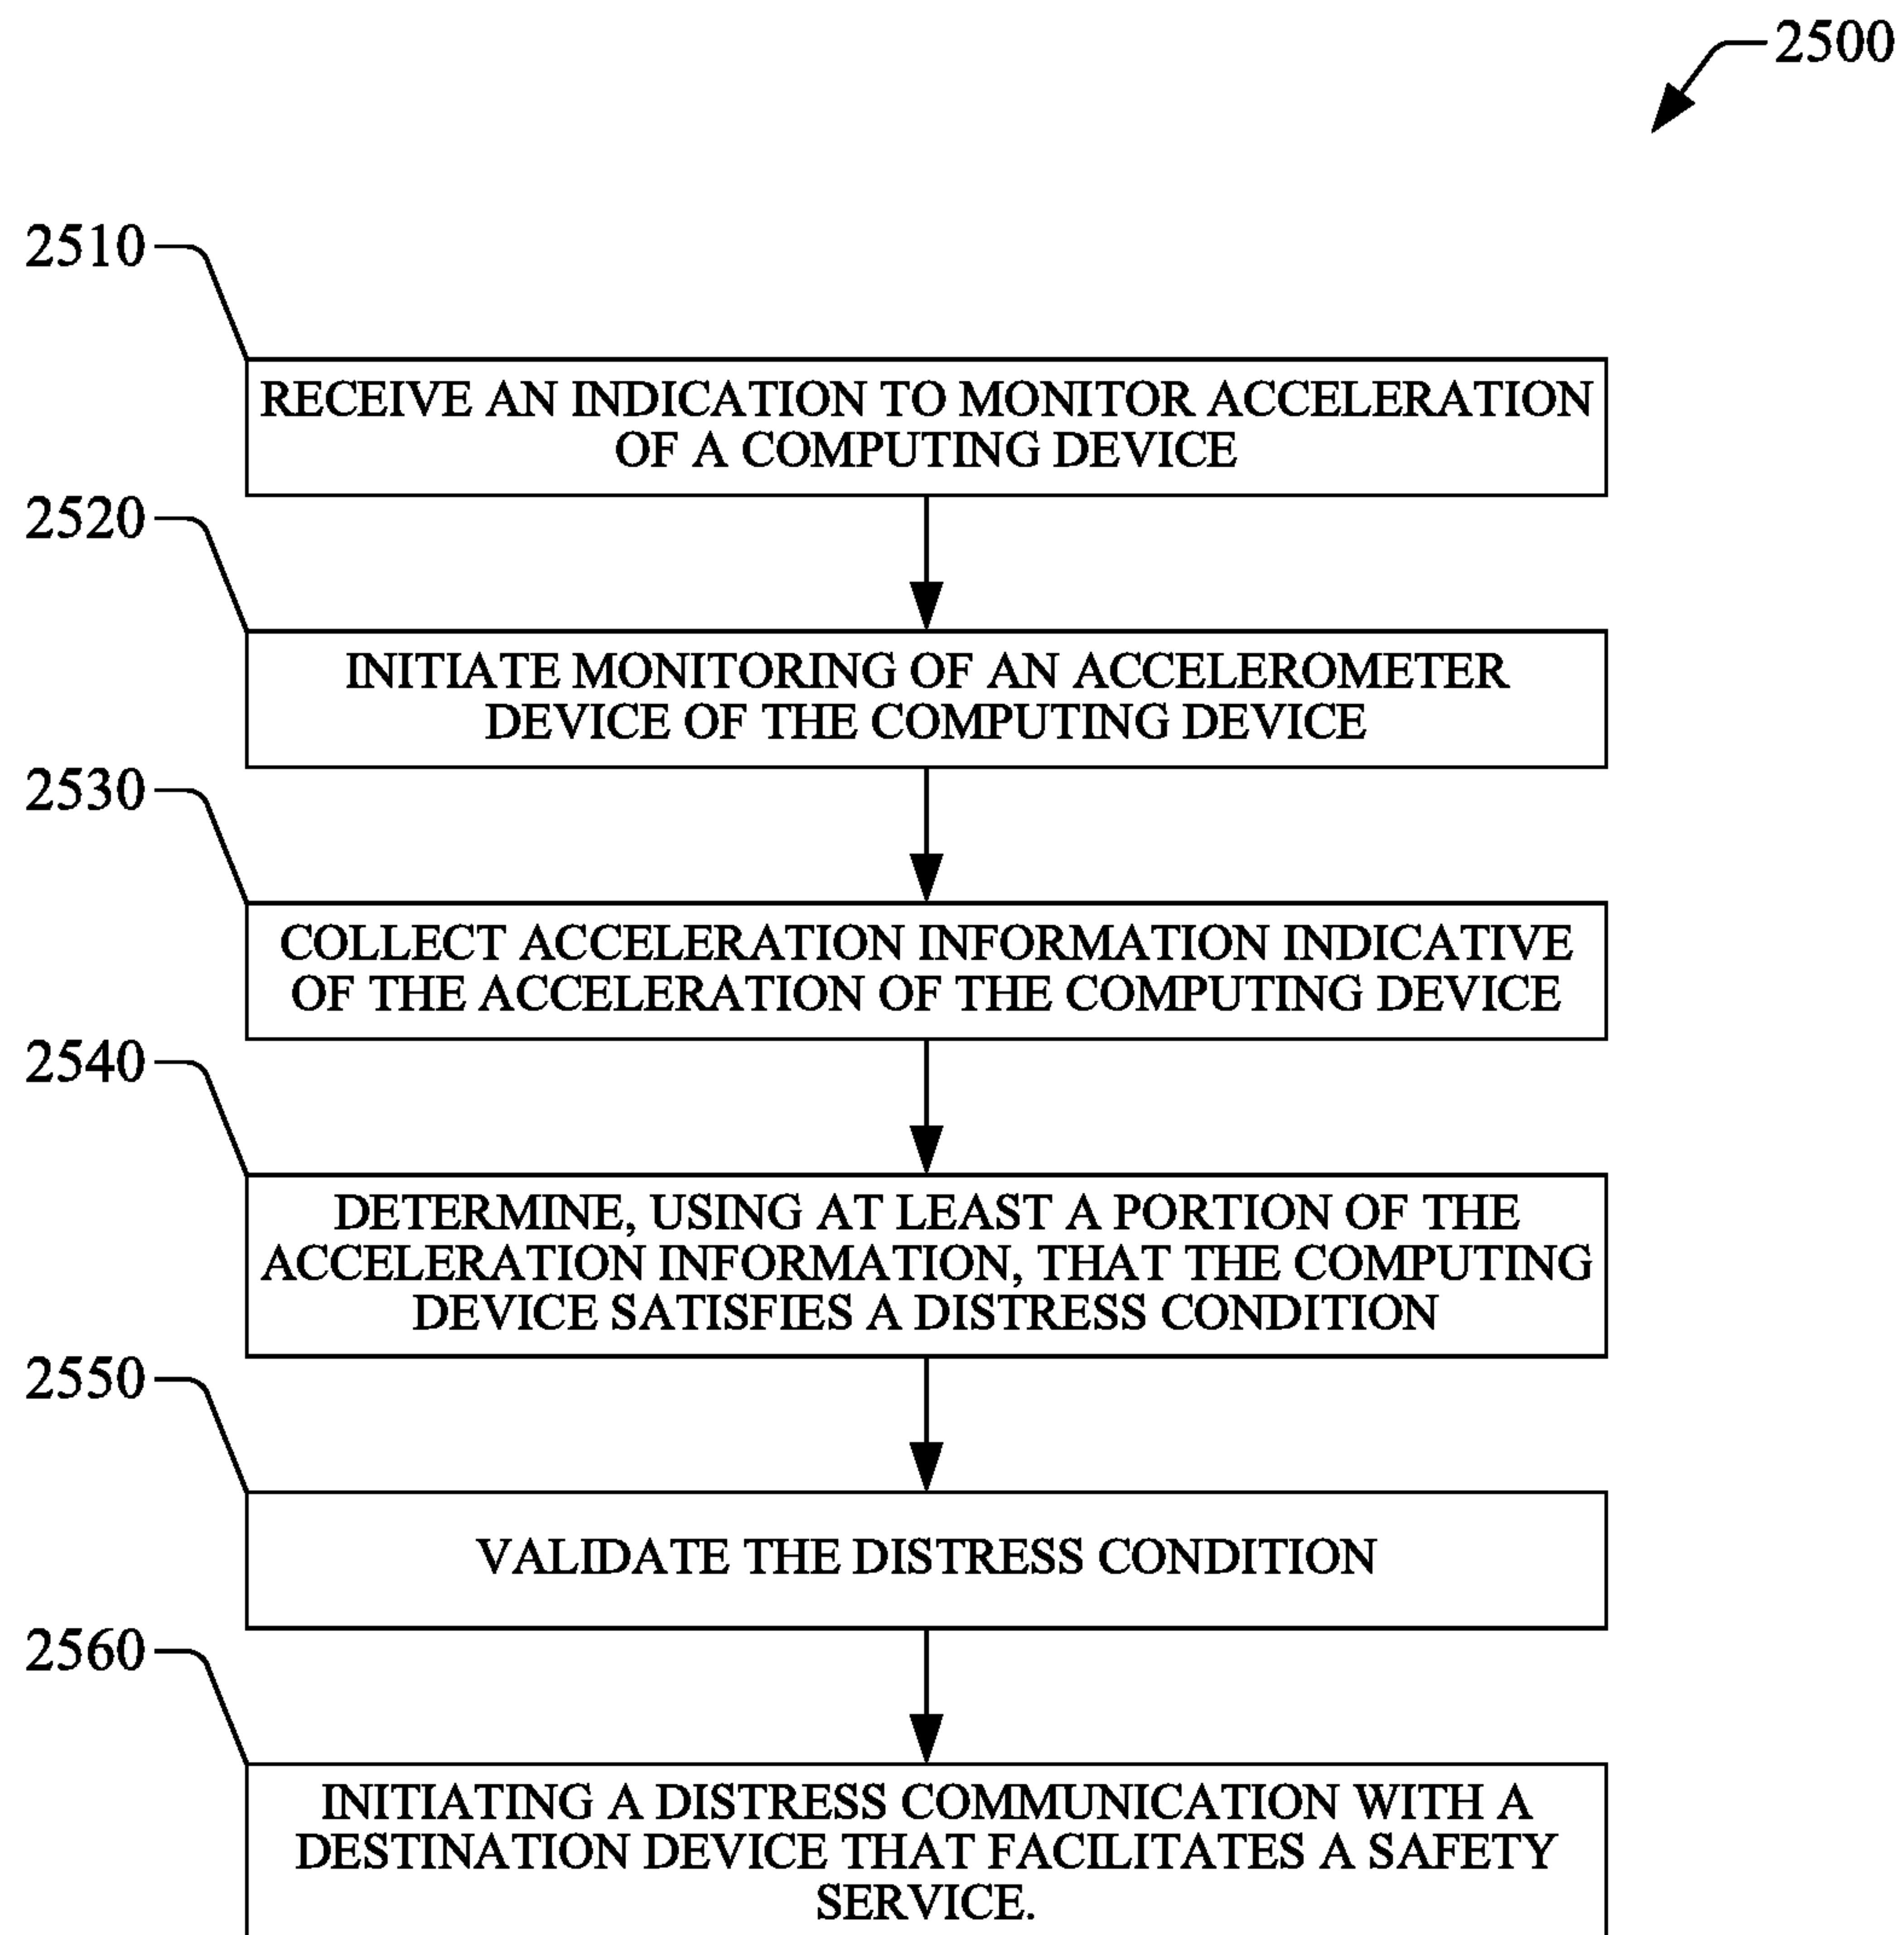 2500
2510
RECEIVE AN INDICATION TO MONITOR ACCELERATION
OF A COMPUTING DEVICE
2520
INITIATE MONITORING OF AN ACCELEROMETER
DEVICE OF THE COMPUTING DEVICE
2530
COLLECT ACCELERATION INFORMATION INDICATIVE
OF THE ACCELERATION OF THE COMPUTING DEVICE
2540
DETERMINE, USING AT LEAST A PORTION OF THE
ACCELERATION INFORMATION, THAT THE COMPUTING
DEVICE SATISFIES A DISTRESS CONDITION
2550
VALIDATE THE DISTRESS CONDITION
2560
INITIATING A DISTRESS COMMUNICATION WITH A
DESTINATION DEVICE THAT FACILITATES A SAFETY
SERVICE.